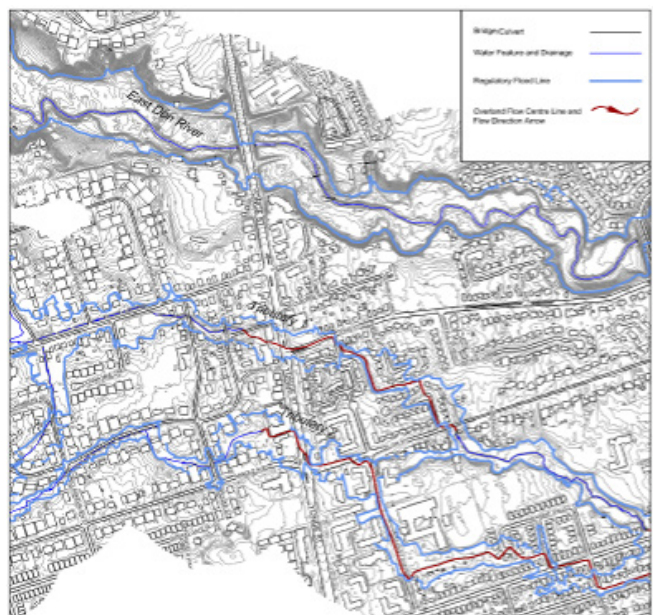 Bridge/Culvert
Water Feature and Drainage
Regulatory Flood Line
Overland Flow Centre Line and
Flow Direction Arrow
East Don River
Tributary 1
Tributary 2